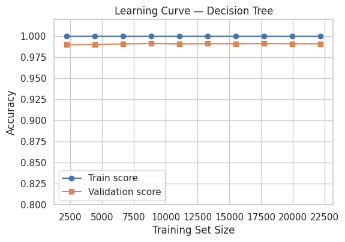 Learning Curve — Decision Tree
1.000
0.975
0.950
0.925
0.900
0.875
0.850
0.825
0.800
Accuracy
Train score
Validation score
2500 5000 7500 10000 12500 15000 17500 20000 22500
Training Set Size